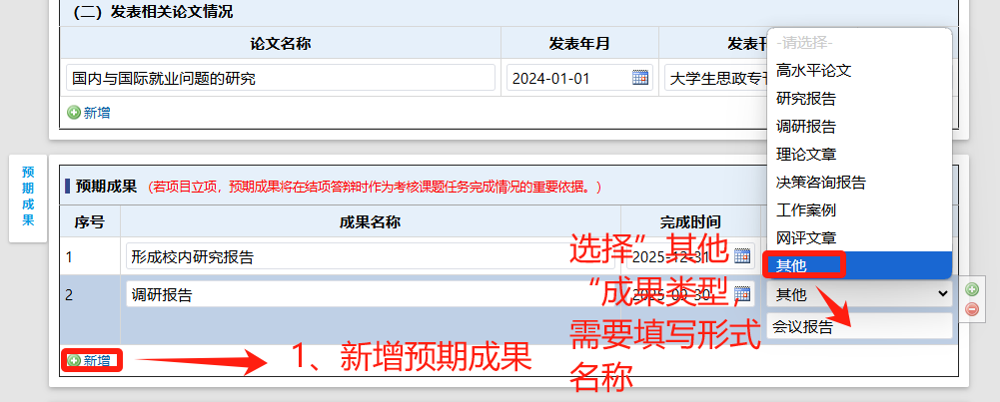 （二）发表相关论文情况
论文名称 发表年月
国内与国际就业问题的研究 2024-01-01 大学生思政专刊
新增
-请选择-
高水平论文
研究报告
调研报告
理论文章
决策咨询报告
工作案例
网评文章
其他
预期成果
预期成果 （若项目立项，预期成果将在结项答辩时作为考核课题任务完成情况的重要依据。）
序号 成果名称 完成时间
1 形成校内研究报告 2025-12-31
2 调研报告 2025-09-30 其他
会议报告
新增
1、新增预期成果
选择”其他
“成果类型，
需要填写形式
名称